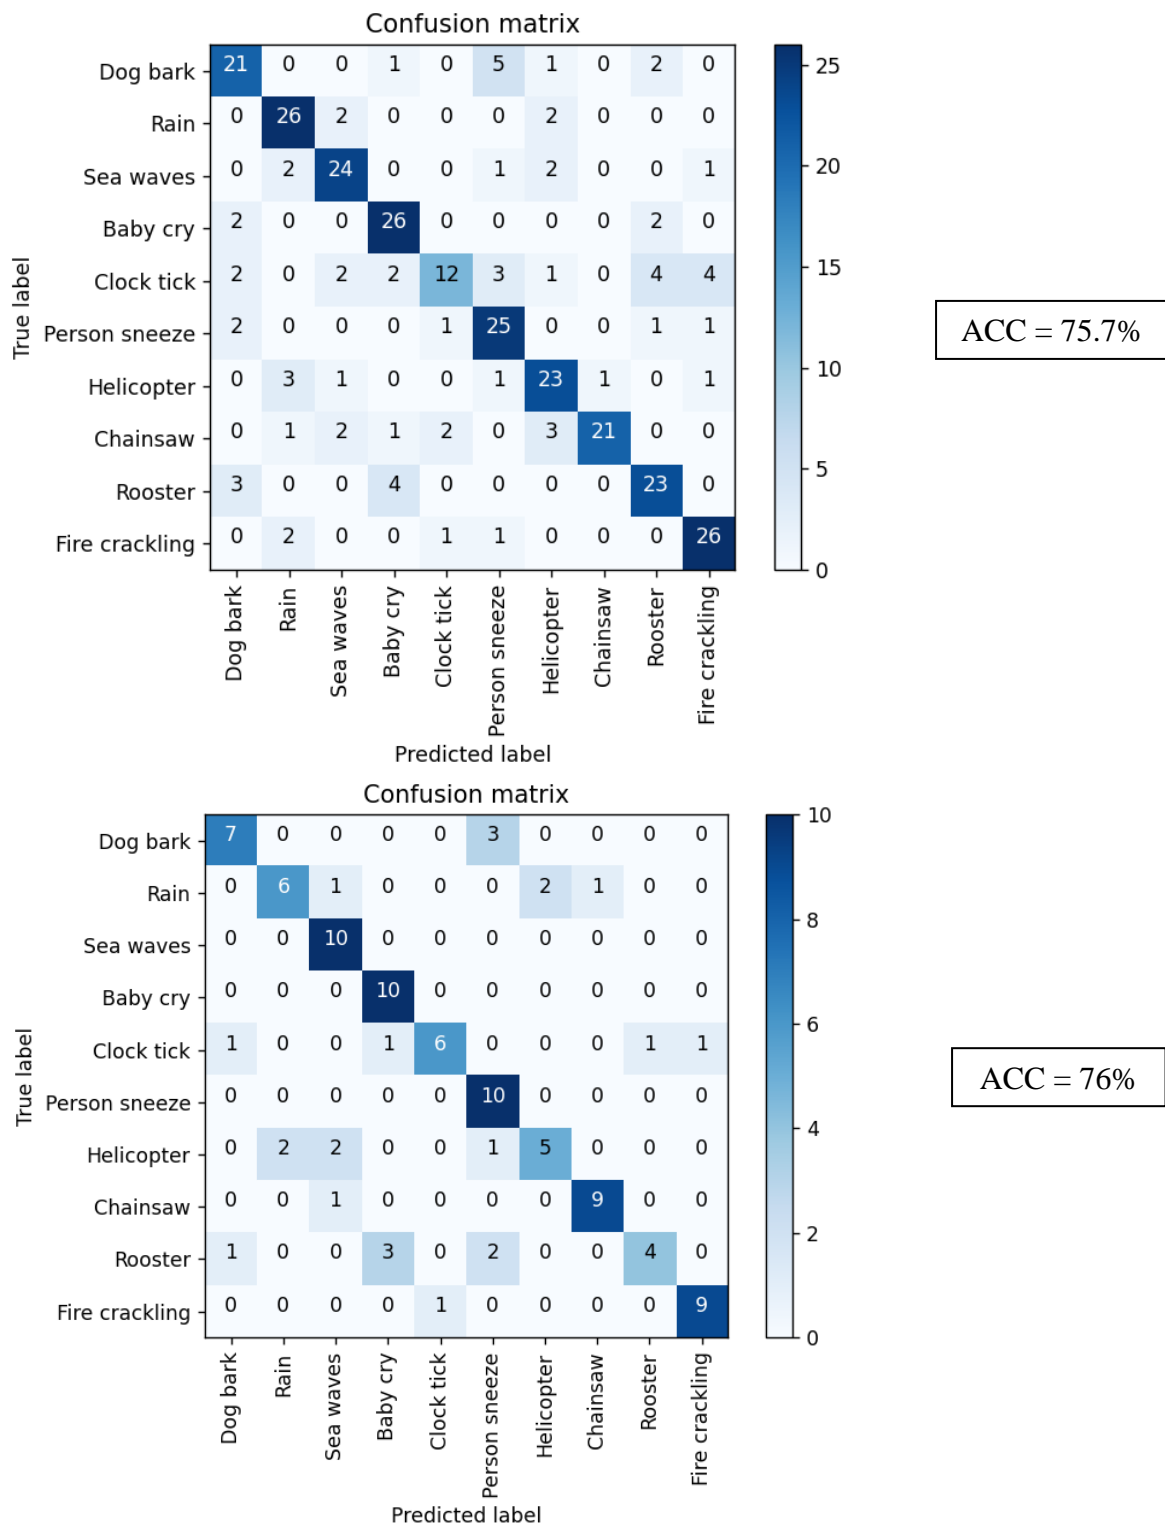 Confusion matrix
Dog bark 21 0 0 1 0 5 1 0 2 0
Rain 0 26 2 0 0 0 2 0 0 0
Sea waves 0 2 24 0 0 1 2 0 0 1
Baby cry 2 0 0 26 0 0 0 0 2 0
Clock tick 2 0 2 2 12 3 1 0 4 4
Person sneeze 2 0 0 0 1 25 0 0 1 1
Helicopter 0 3 1 0 0 1 23 1 0 1
Chainsaw 0 1 2 1 2 0 3 21 0 0
Rooster 3 0 0 4 0 0 0 0 23 0
Fire crackling 0 2 0 0 1 1 0 0 0 26
True label
Dog bark
Rain
Sea waves
Baby cry
Clock tick
Person sneeze
Helicopter
Chainsaw
Rooster
Fire crackling
Predicted label
25
20
15
10
5
0
ACC = 75.7%
Confusion matrix
Dog bark 7 0 0 0 0 3 0 0 0 0
Rain 0 6 1 0 0 0 2 1 0 0
Sea waves 0 0 10 0 0 0 0 0 0 0
Baby cry 0 0 0 10 0 0 0 0 0 0
Clock tick 1 0 0 1 6 0 0 0 1 1
Person sneeze 0 0 0 0 0 10 0 0 0 0
Helicopter 0 2 2 0 0 1 5 0 0 0
Chainsaw 0 0 1 0 0 0 0 9 0 0
Rooster 1 0 0 3 0 2 0 0 4 0
Fire crackling 0 0 0 0 1 0 0 0 0 9
True label
Dog bark
Rain
Sea waves
Baby cry
Clock tick
Person sneeze
Helicopter
Chainsaw
Rooster
Fire crackling
Predicted label
10
8
6
4
2
0
ACC = 76%